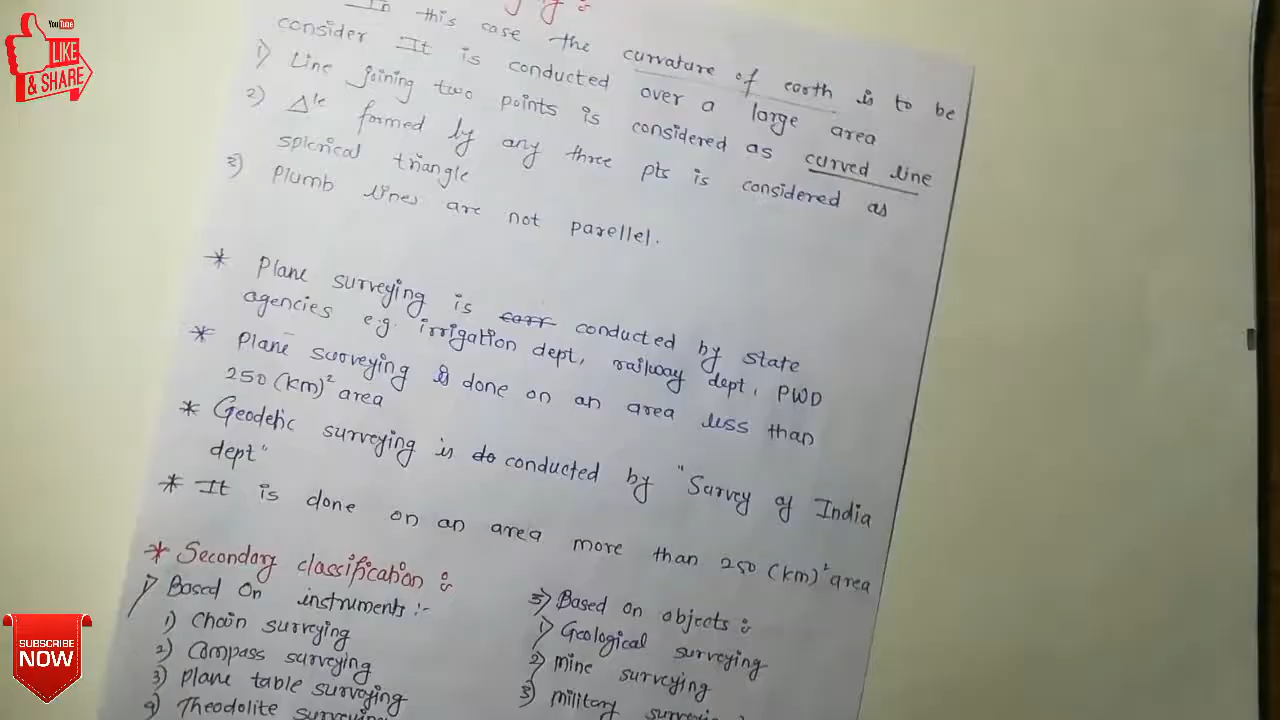 YouTube
LIKE
& SHARE
In this case the curvature of earth is to be
consider It is conducted over a large area
1) Line joining two points is considered as curved line
2) Δle formed by any three pts is considered as
spherical triangle
3) Plumb lines are not parellel.
* Plane surveying is conducted by state
agencies e.g. irrigation dept, railway dept, PWD
* Plane surveying is done on an area less than
250 (km)² area
* Geodetic surveying is do conducted by "Survey of India
dept"
* It is done on an area more than 250 (km)² area
* Secondary classification :
1) Based on instruments :-
1) Chain surveying
2) Compass surveying
3) Plane table surveying
4) Theodolite surveying
3) Based on objects :
1) Geological surveying
2) mine surveying
3) military surveying
SUBSCRIBE
NOW